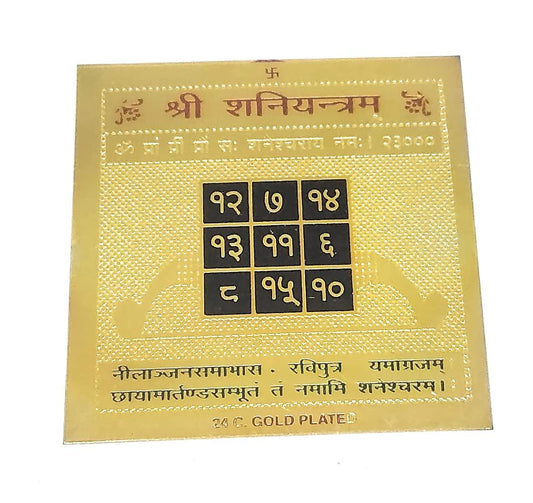 卐
श्री शनियन्त्रम्
ॐ प्रां प्रीं प्रौं सः शनेश्चराय नमः। २३०००
१२ ७ १४
१३ ११ ६
८ १५ १०
नीलाञ्जनसमाभास. रविपुत्र यमाग्रजम्
छायामार्तण्डसम्भूतं तं नमामि शनेश्चरम्।
24 C. GOLD PLATED